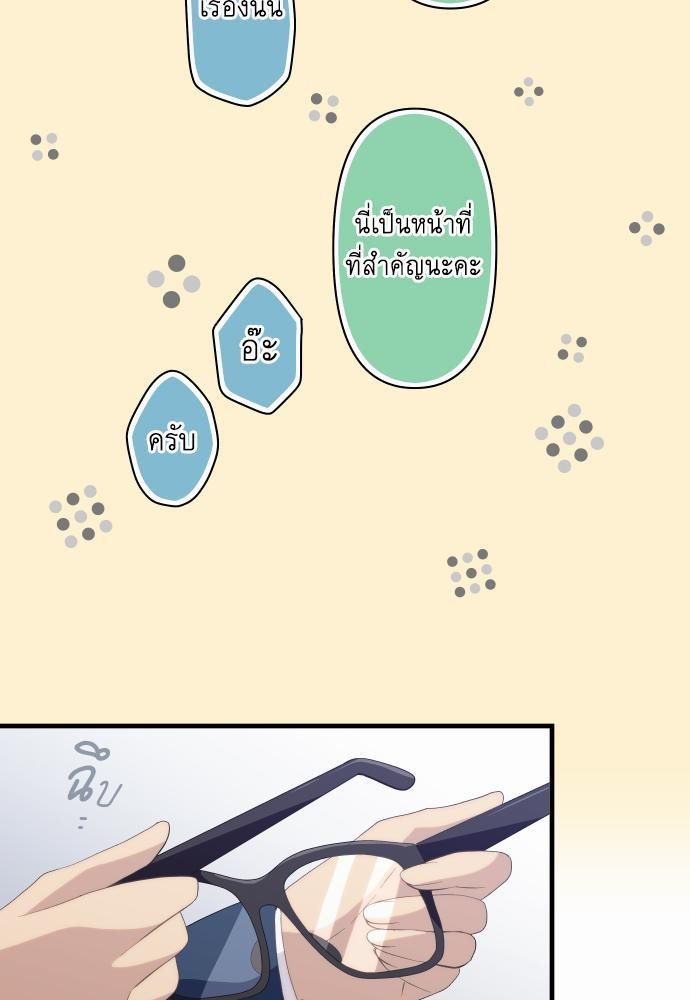 เรื่องนั้น
นี่เป็นหน้าที่
ที่สำคัญนะคะ
อ๊ะ
ครับ
ฉึบ